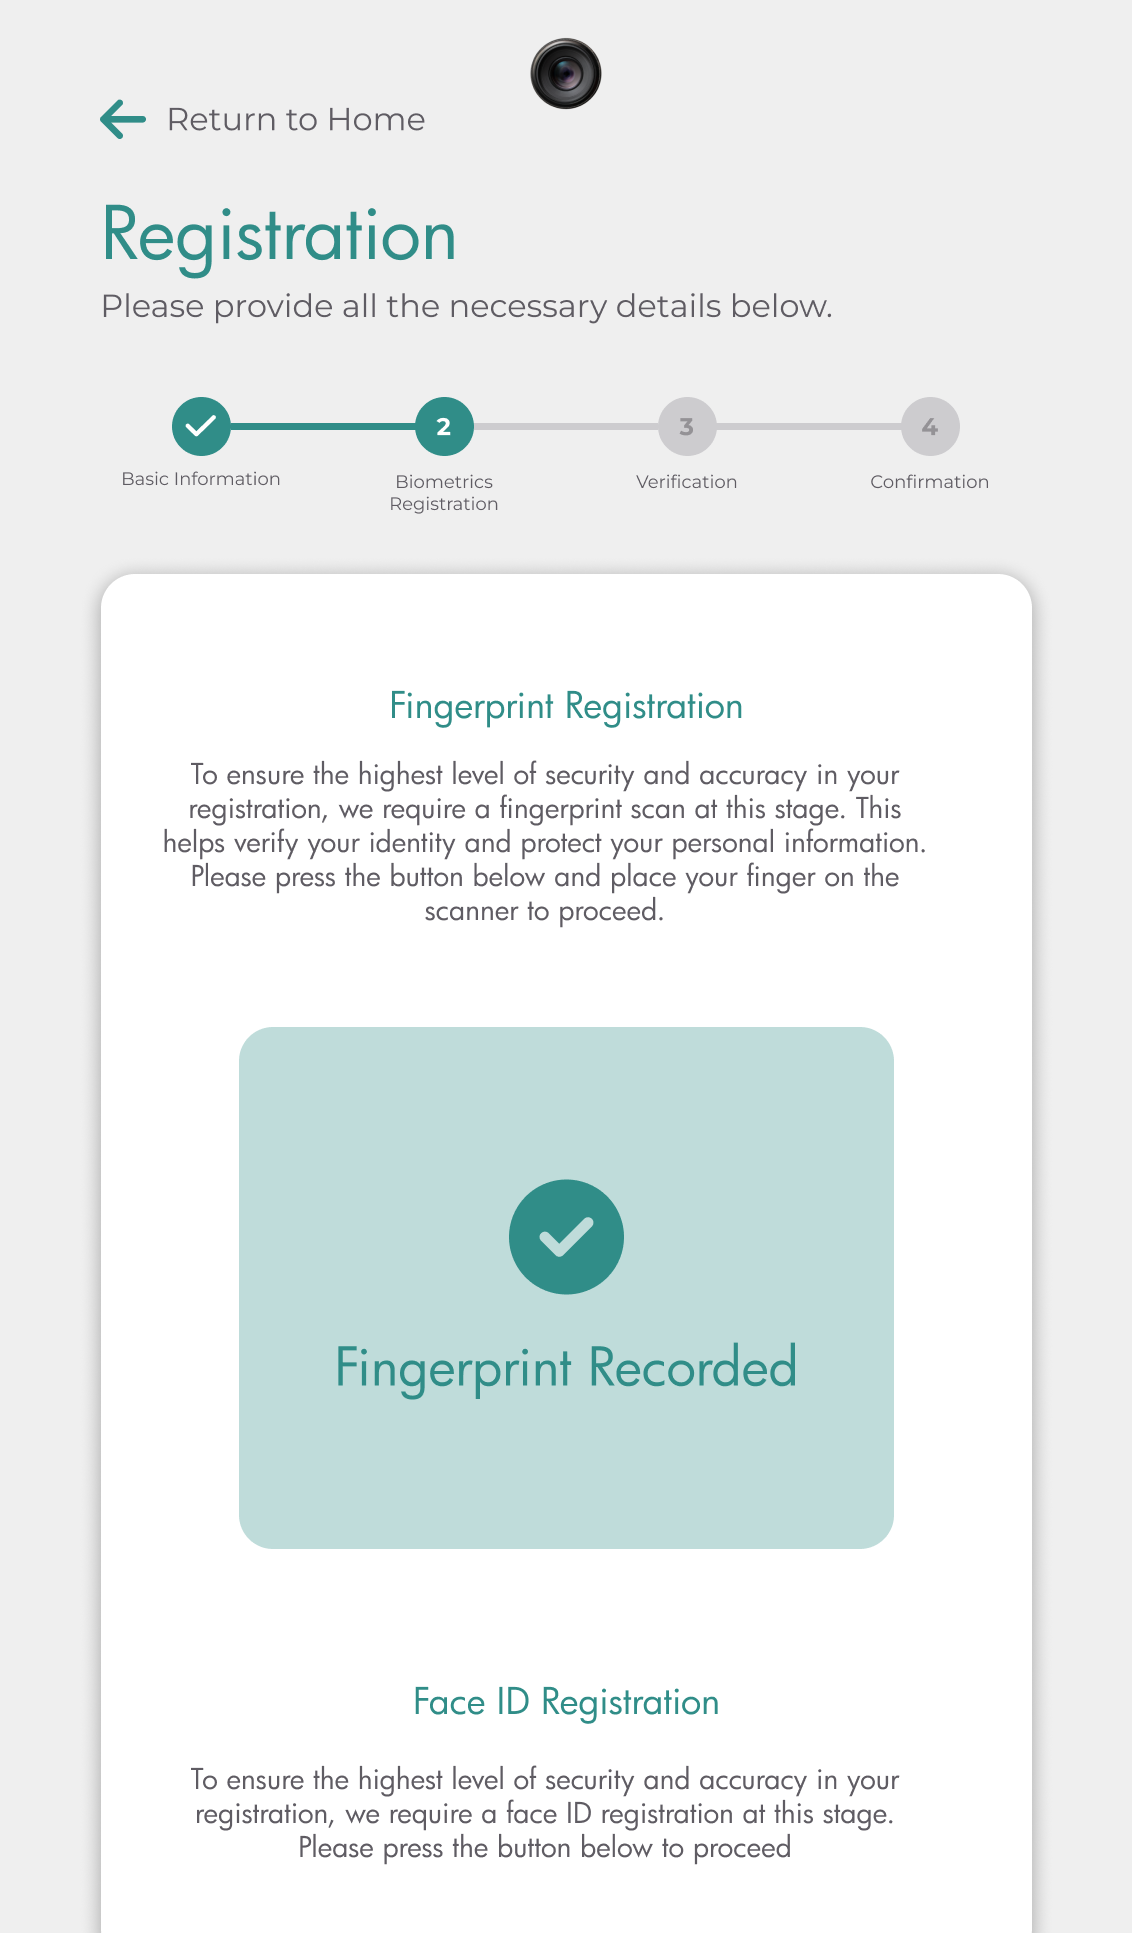 Return to Home
Registration
Please provide all the necessary details below.
2
3
4
Basic Information
Biometrics
Registration
Verification
Confirmation
Fingerprint Registration
To ensure the highest level of security and accuracy in your
registration, we require a fingerprint scan at this stage. This
helps verify your identity and protect your personal information.
Please press the button below and place your finger on the
scanner to proceed.
Fingerprint Recorded
Face ID Registration
To ensure the highest level of security and accuracy in your
registration, we require a face ID registration at this stage.
Please press the button below to proceed